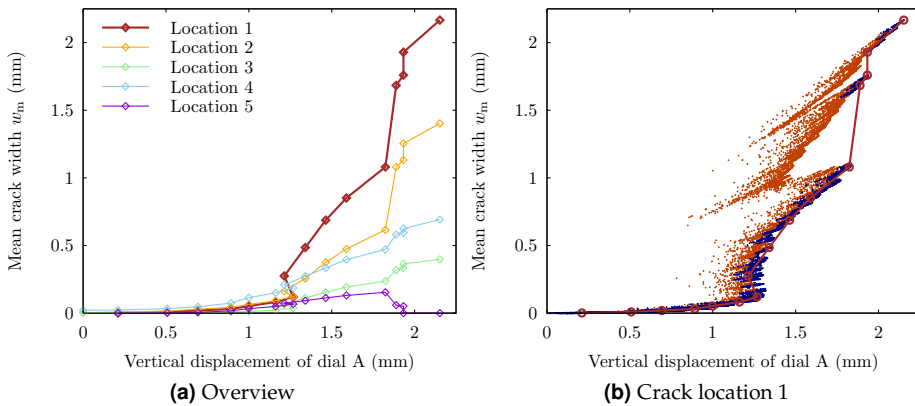 Mean crack width wm (mm)
2
1.5
1
0.5
0
Location 1
Location 2
Location 3
Location 4
Location 5
0 0.5 1 1.5 2
Vertical displacement of dial A (mm)
(a) Overview
Mean crack width wm (mm)
2
1.5
1
0.5
0
0 0.5 1 1.5 2
Vertical displacement of dial A (mm)
(b) Crack location 1